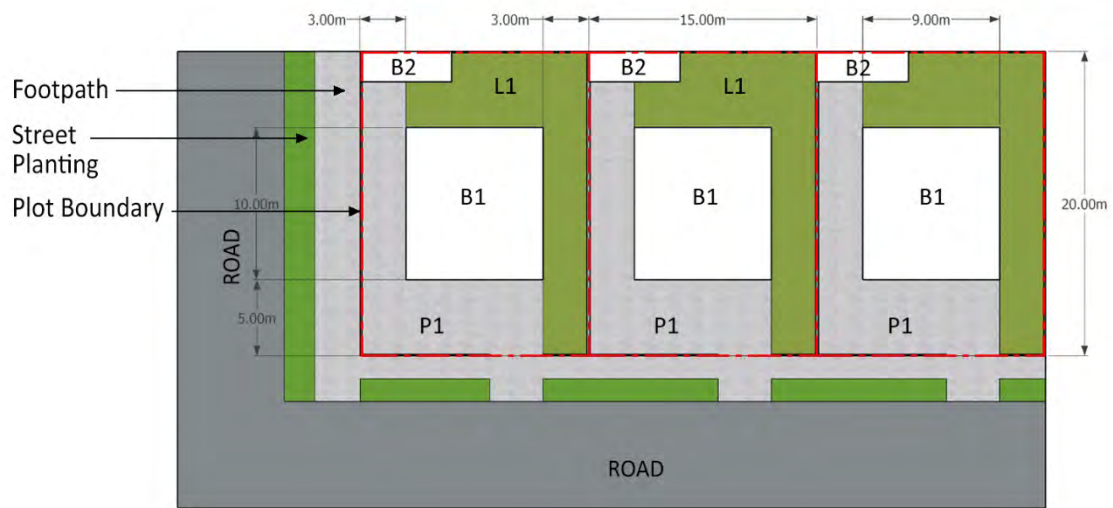 3.00m
3.00m
15.00m
9.00m
B2
B2
B2
Footpath
L1
L1
Street
Planting
B1
B1
B1
Plot Boundary
10.00m
20.00m
ROAD
5.00m
P1
P1
P1
ROAD